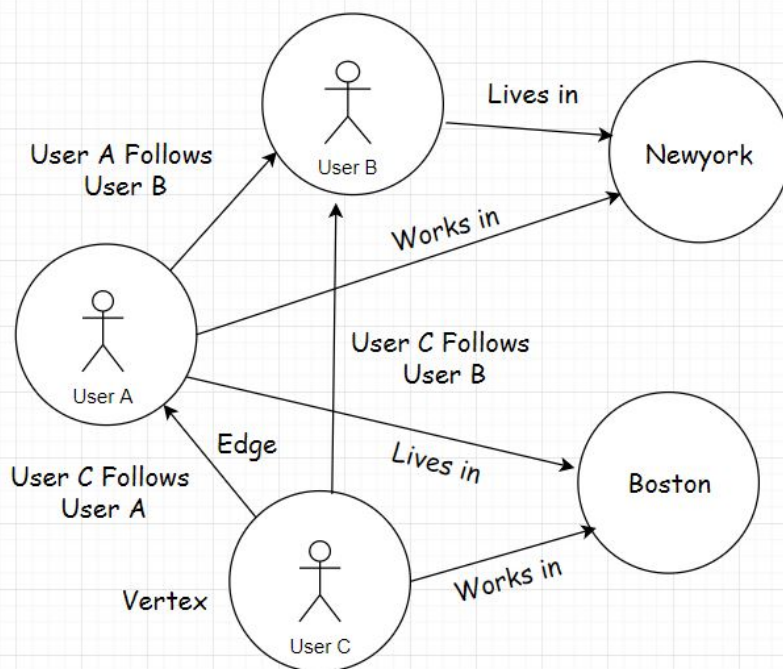 Lives in
User B
Newyork
User A Follows
User B
Works in
User C Follows
User B
User A
Edge
Lives in
User C Follows
User A
Boston
Works in
Vertex
User C